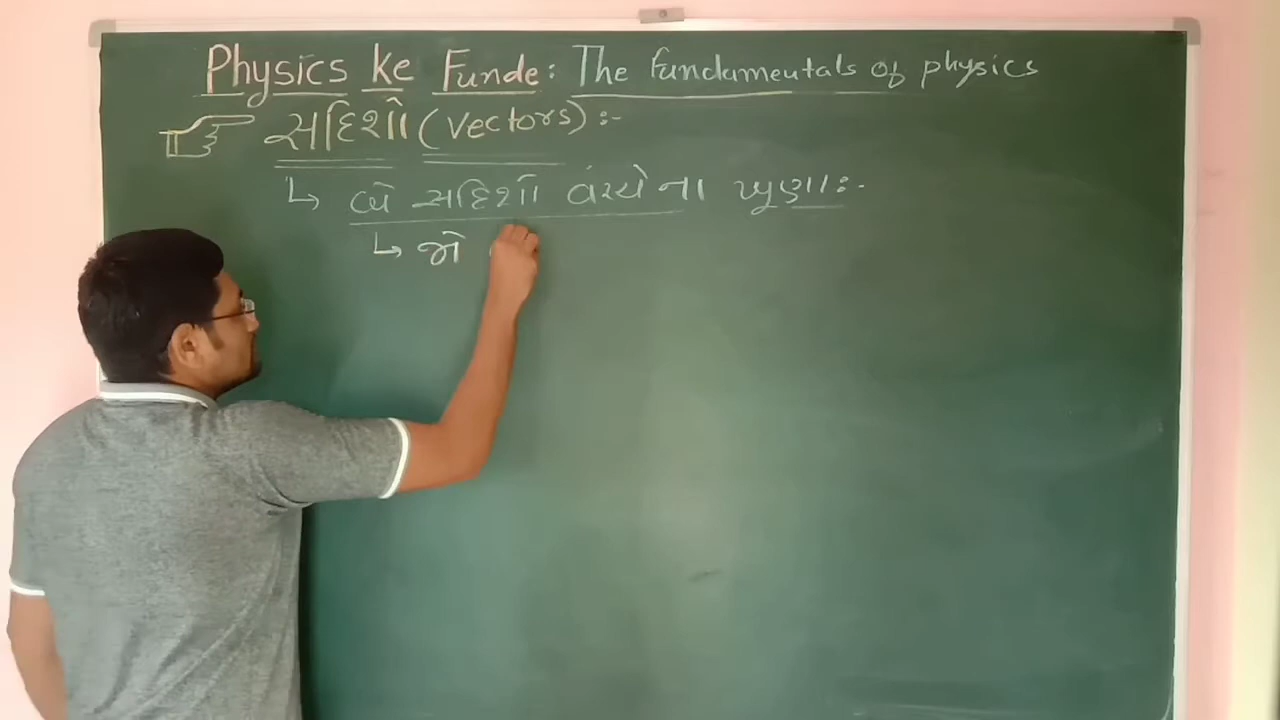 Physics ke Funde: The fundamentals of physics
સદિશો (vectors):-
↳ બે સદિશો વચ્ચેના ખુણા:-
↳ જો